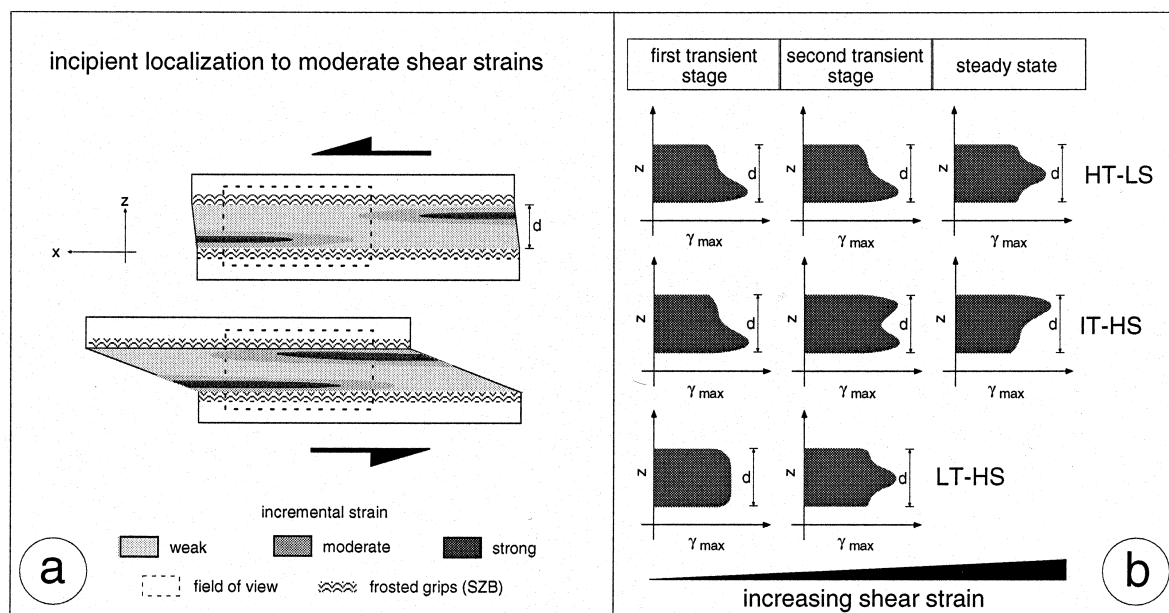 incipient localization to moderate shear strains
z
x
d
incremental strain
weak
moderate
strong
field of view
frosted grips (SZB)
a
first transient stage
second transient stage
steady state
z
d
γ max
z
d
γ max
z
d
γ max
HT-LS
z
d
γ max
z
d
γ max
z
d
γ max
IT-HS
z
d
γ max
z
d
γ max
LT-HS
increasing shear strain
b